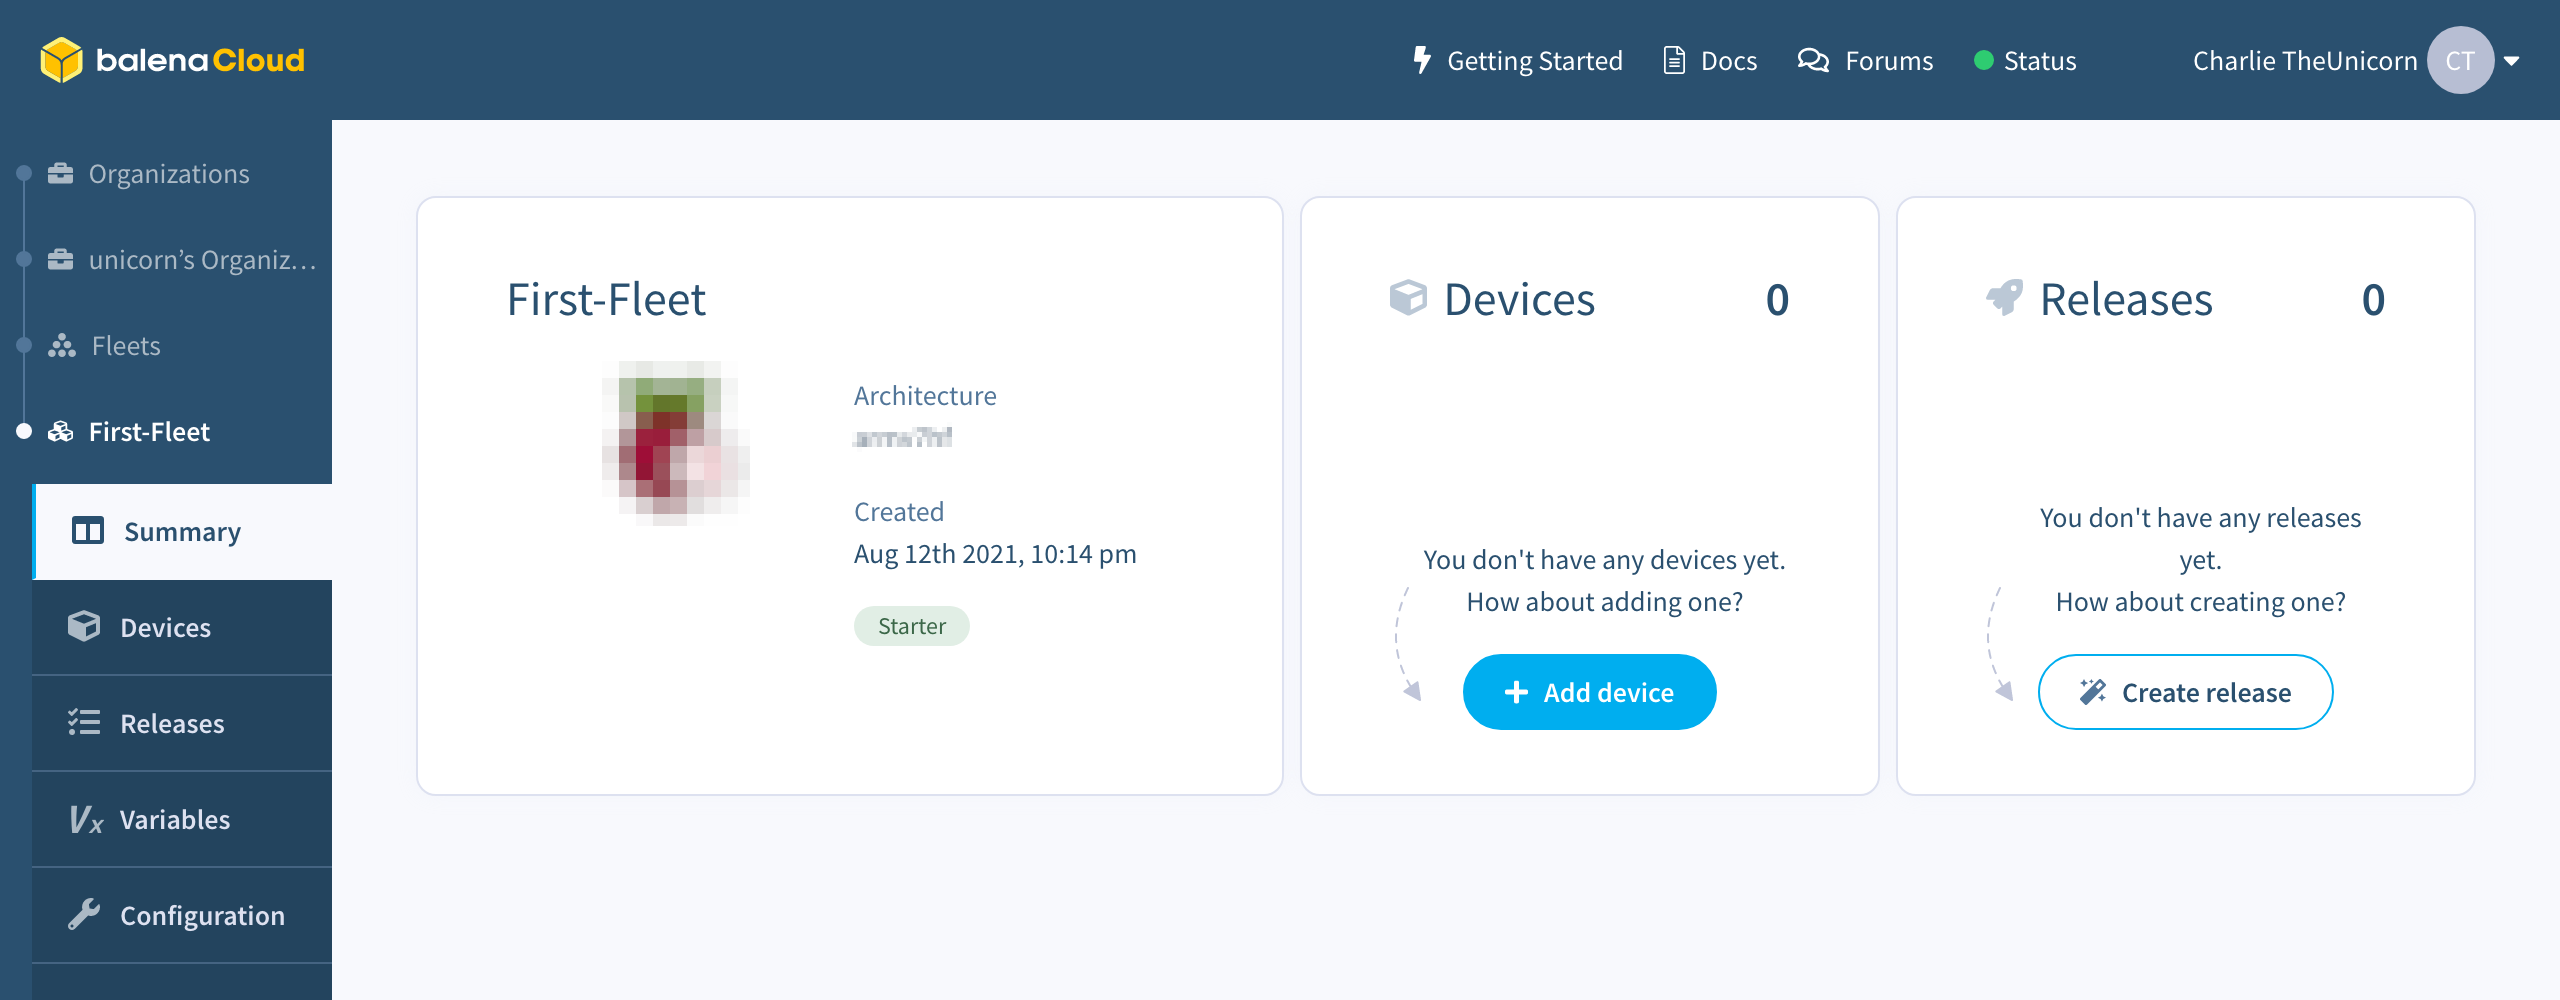 balenaCloud
Getting Started
Docs
Forums
Status
Charlie TheUnicorn
CT
Organizations
unicorn’s Organiz…
Fleets
First-Fleet
Summary
Devices
Releases
Variables
Configuration
First-Fleet
Architecture
Created
Aug 12th 2021, 10:14 pm
Starter
Devices
0
You don't have any devices yet.
How about adding one?
Add device
Releases
0
You don't have any releases
yet.
How about creating one?
Create release